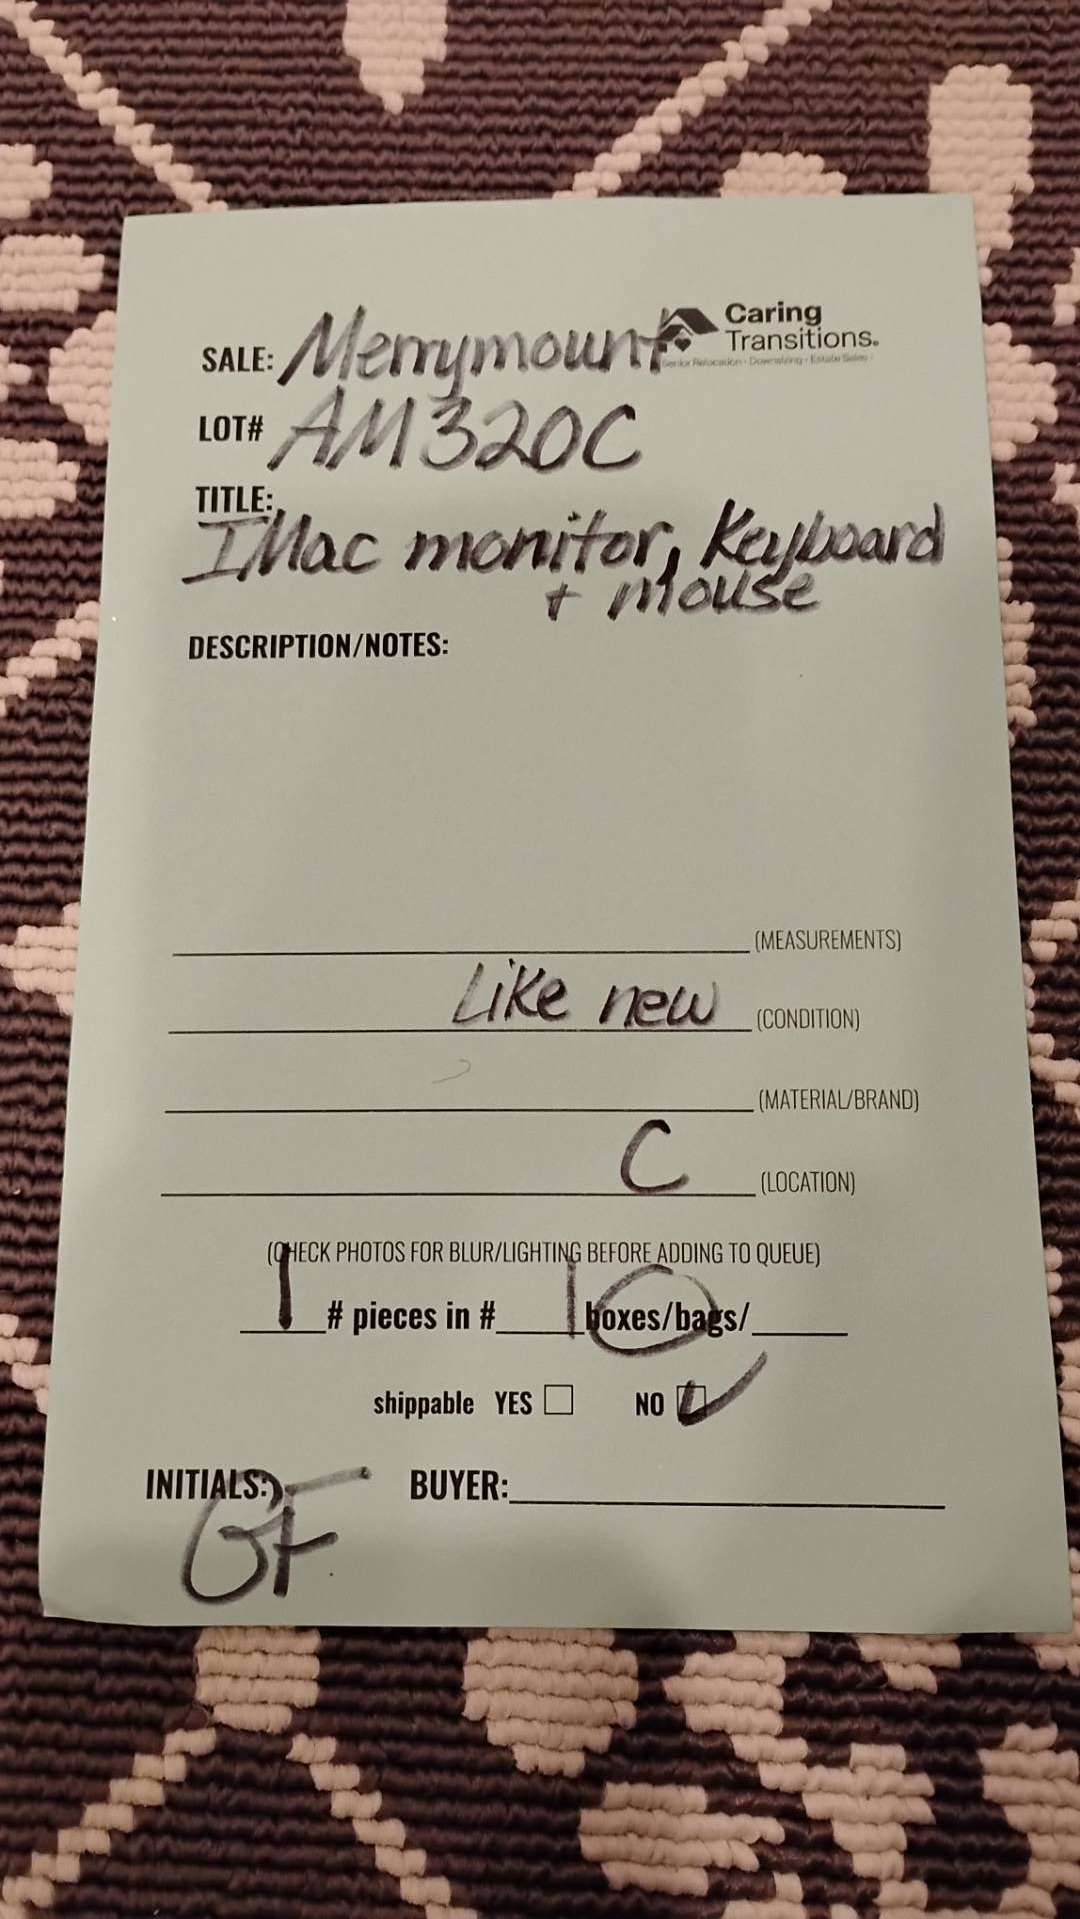 Caring
SALE: Merrymount Transitions.
Senior Relocation - Downsizing - Estate Sales
LOT# AM320C
TITLE:
IMac monitor, Keyboard
+ mouse
DESCRIPTION/NOTES:
(MEASUREMENTS)
Like new (CONDITION)
(MATERIAL/BRAND)
C (LOCATION)
(CHECK PHOTOS FOR BLUR/LIGHTING BEFORE ADDING TO QUEUE)
1 # pieces in # 1 boxes/bags/
shippable YES NO
INITIALS: BUYER:
GF